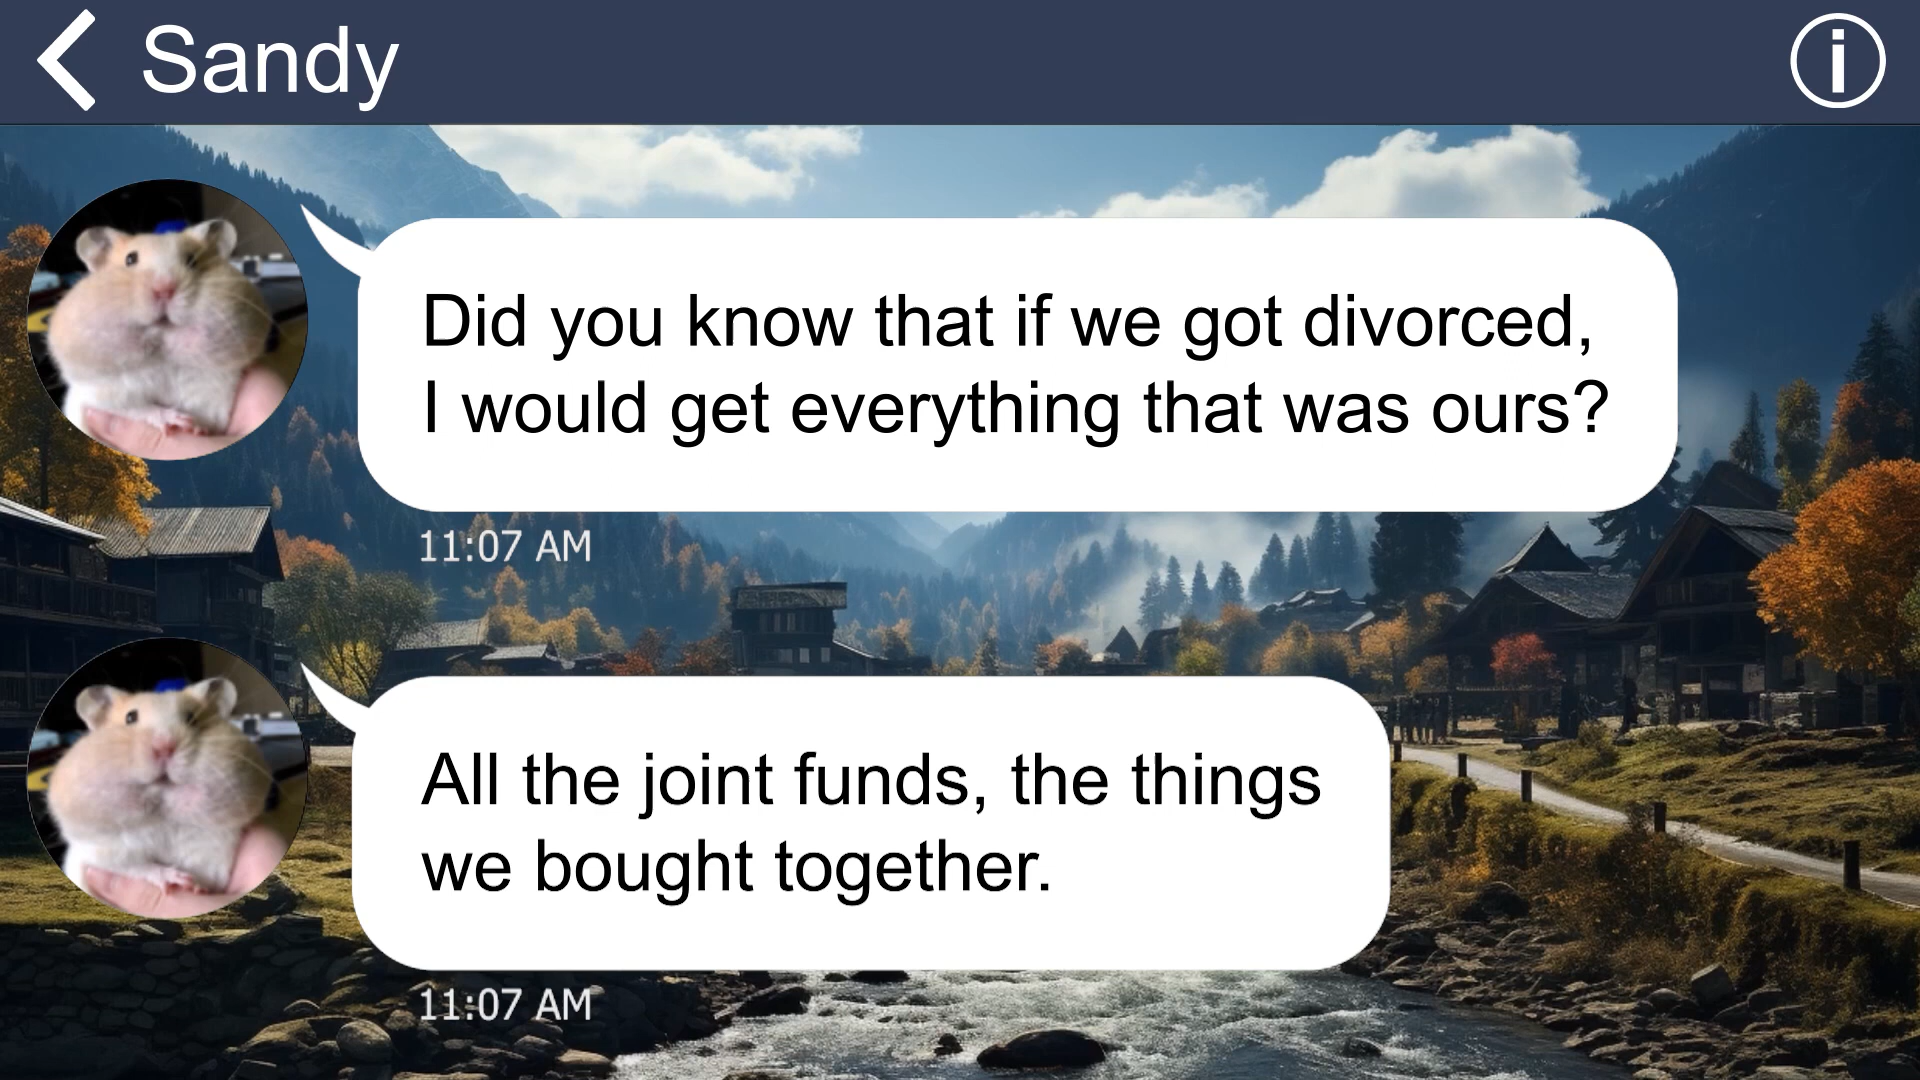 Sandy
Did you know that if we got divorced,
I would get everything that was ours?
11:07 AM
All the joint funds, the things
we bought together.
11:07 AM